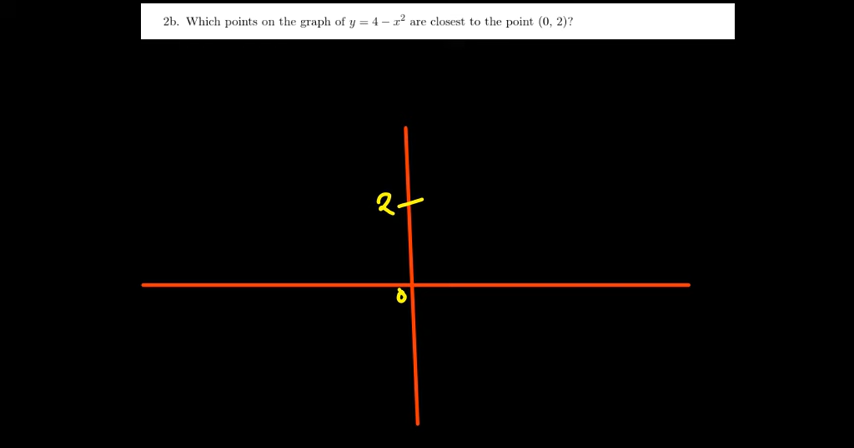 2b. Which points on the graph of y = 4 − x² are closest to the point (0, 2)?
2
0